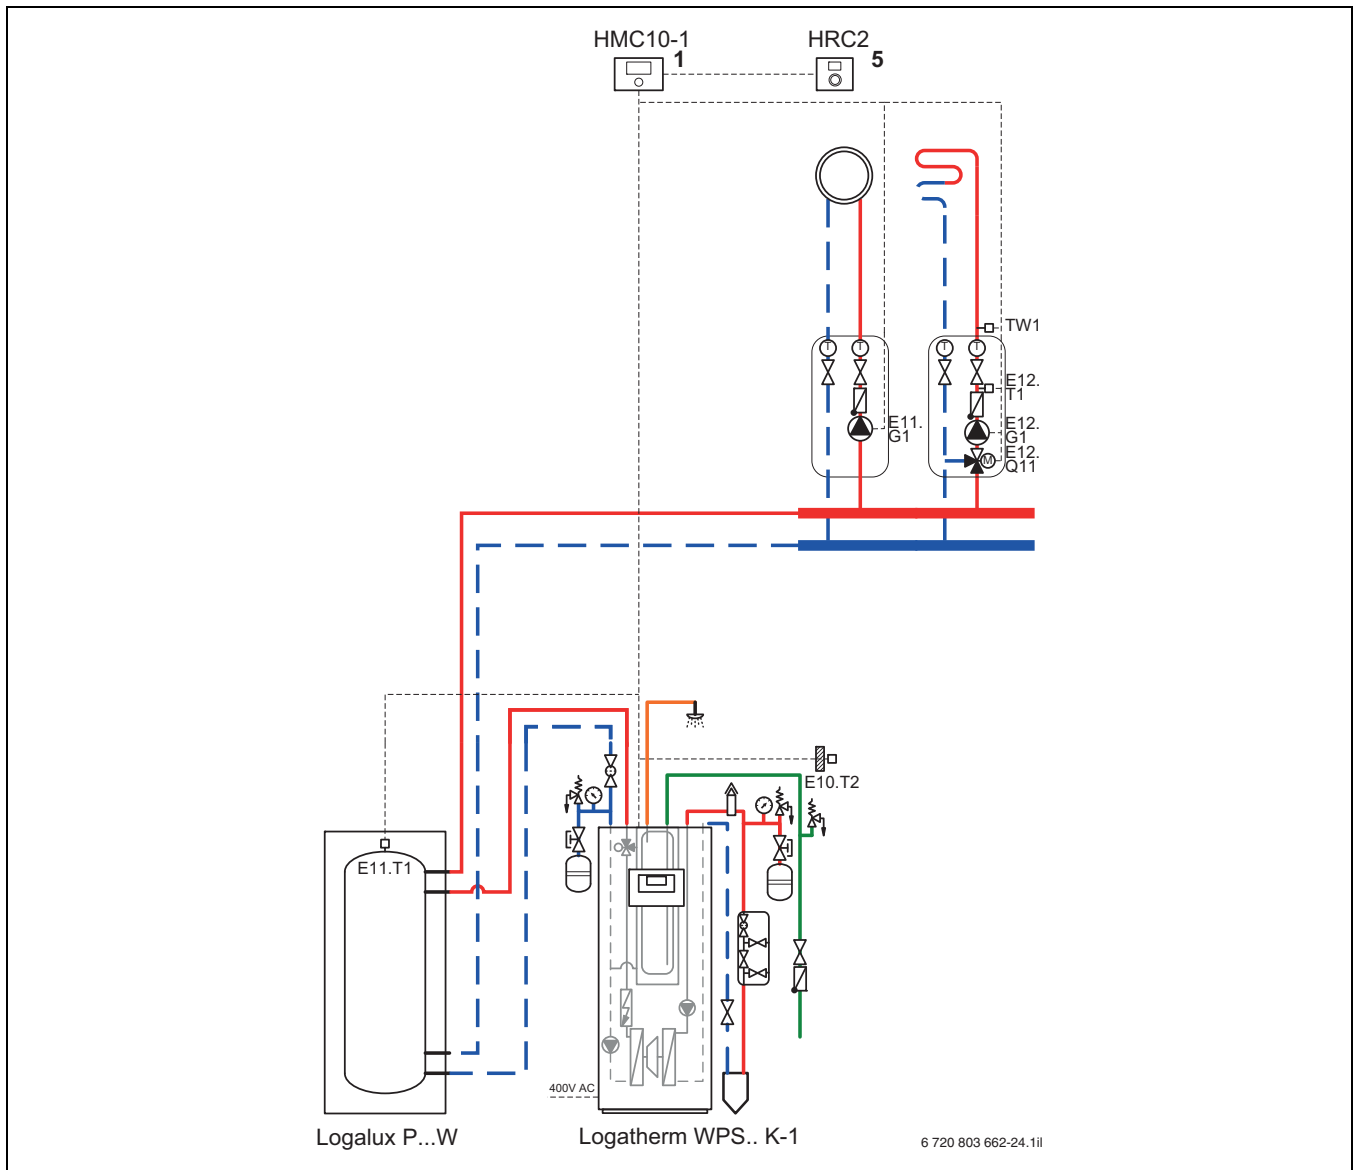 HMC10-1
1
HRC2
5
TW1
T
T
T
T
E12.
T1
E11.
G1
E12.
G1
E12.
Q11
M
E10.T2
E11.T1
400V AC
Logalux P...W
Logatherm WPS.. K-1
6 720 803 662-24.1il